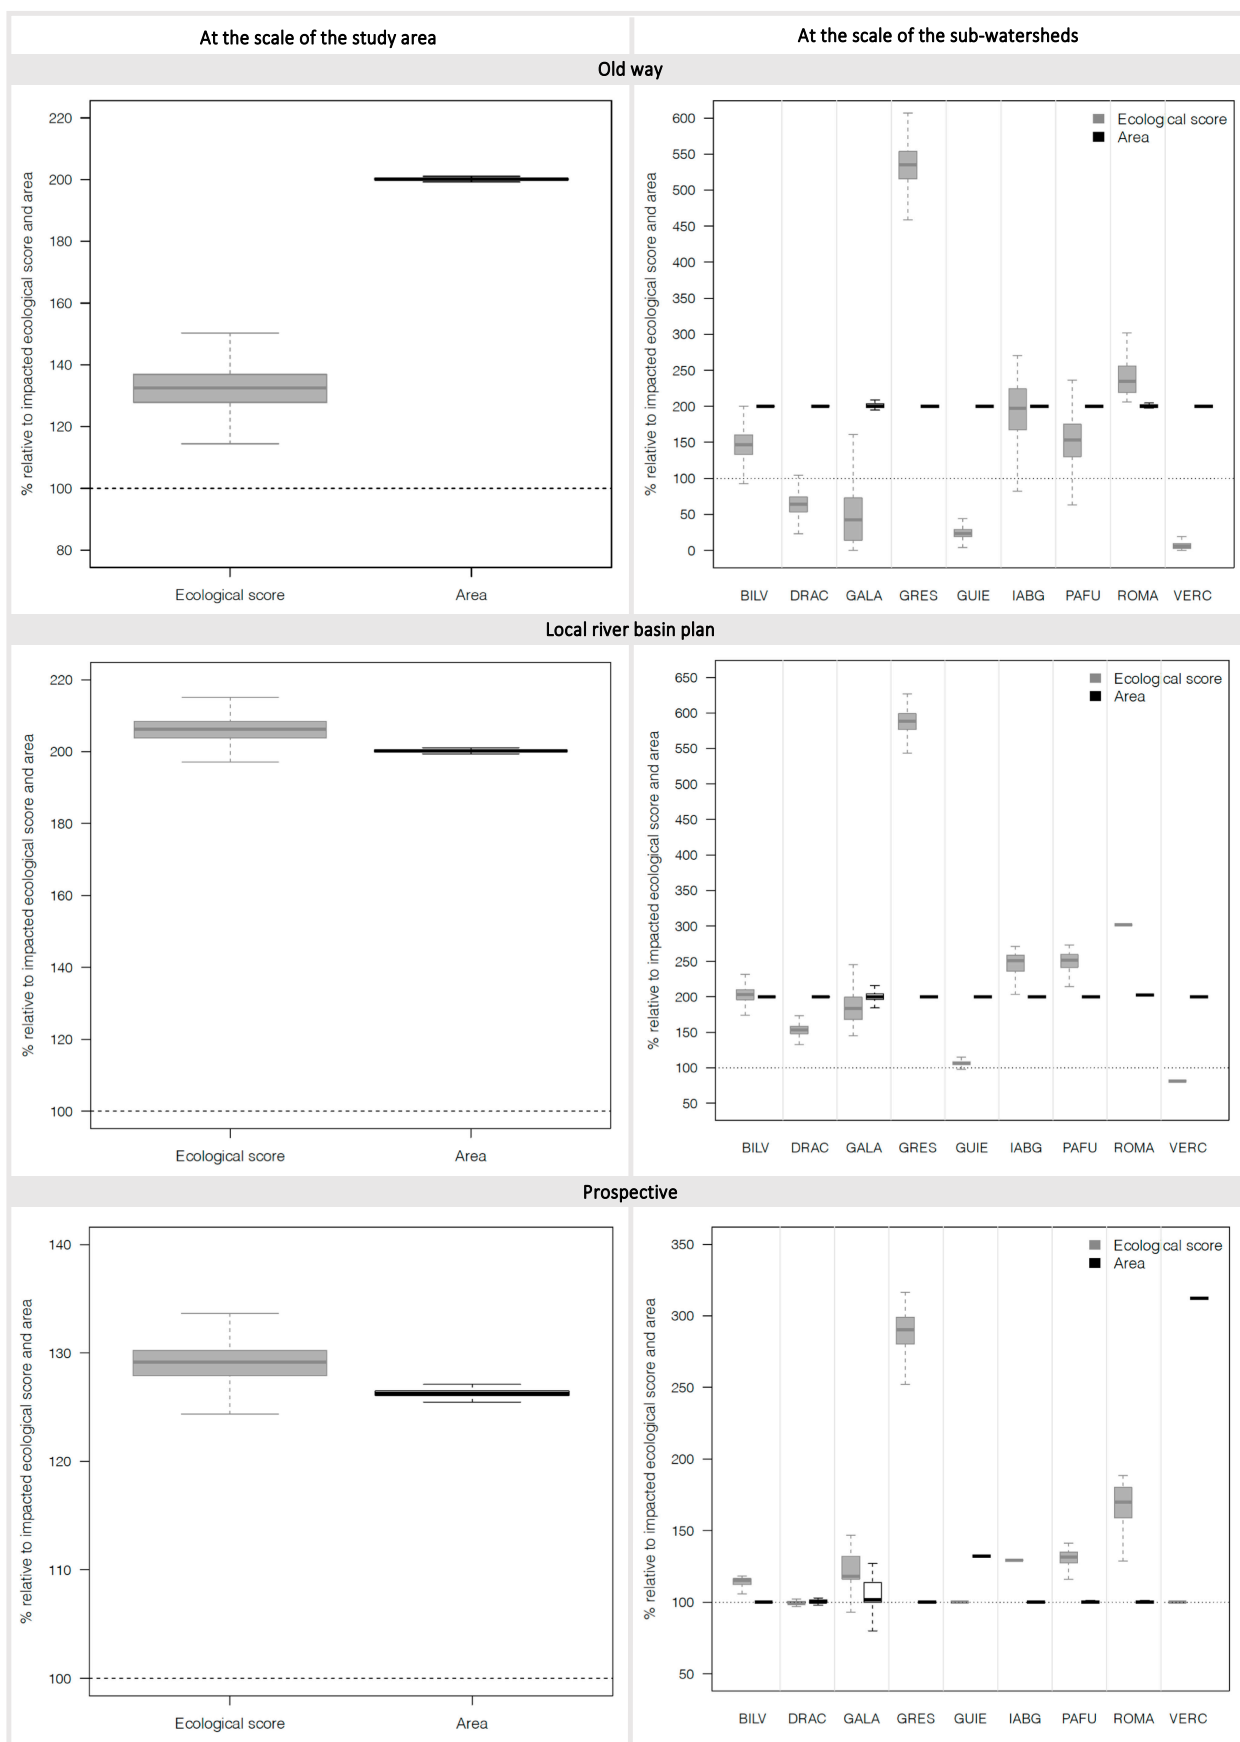 At the scale of the study area
At the scale of the sub-watersheds
Old way
% relative to impacted ecological score and area
220
200
180
160
140
120
100
80
Ecological score
Area
% relative to impacted ecological score and area
600
550
500
450
400
350
300
250
200
150
100
50
0
Ecological score
Area
BILV DRAC GALA GRES GUIE IABG PAFU ROMA VERC
Local river basin plan
% relative to impacted ecological score and area
220
200
180
160
140
120
100
Ecological score
Area
% relative to impacted ecological score and area
650
600
550
500
450
400
350
300
250
200
150
100
50
Ecological score
Area
BILV DRAC GALA GRES GUIE IABG PAFU ROMA VERC
Prospective
% relative to impacted ecological score and area
140
130
120
110
100
Ecological score
Area
% relative to impacted ecological score and area
350
300
250
200
150
100
50
Ecological score
Area
BILV DRAC GALA GRES GUIE IABG PAFU ROMA VERC